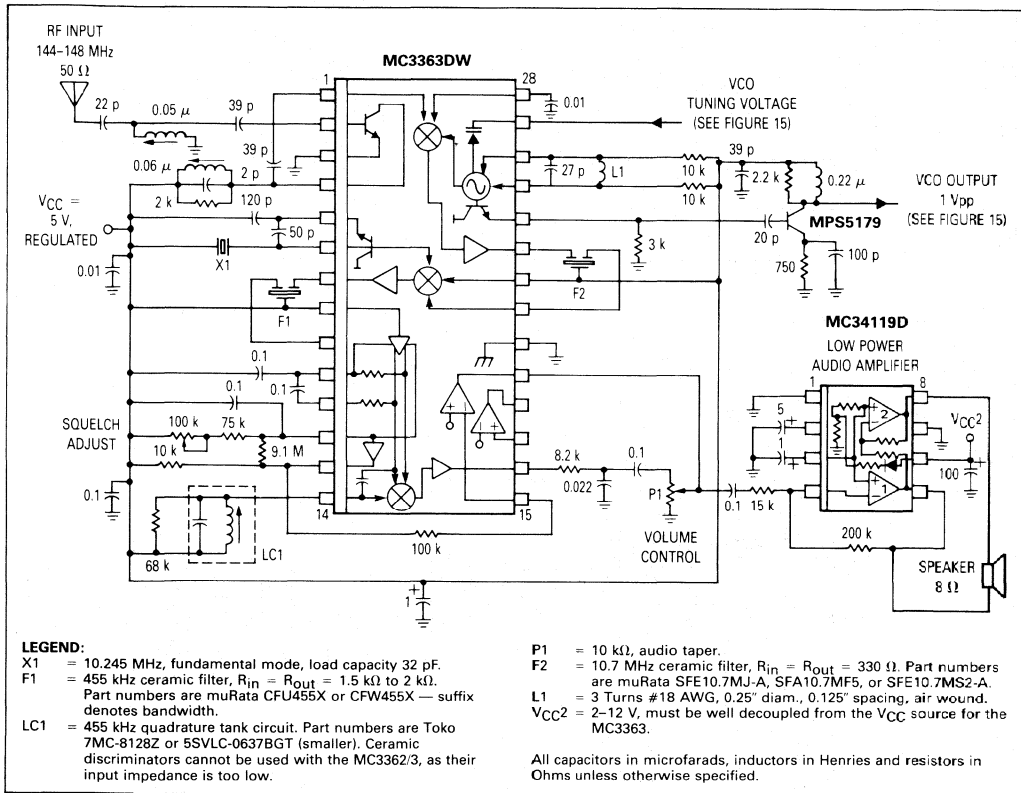 RF INPUT
144–148 MHz
50 Ω
22 p
0.05 μ
39 p
39 p
0.06 μ
2 p
2 k
VCC =
5 V,
REGULATED
120 p
50 p
X1
0.01
F1
0.1
0.1
0.1
SQUELCH
ADJUST
100 k
75 k
10 k
9.1 M
0.1
68 k
LC1
100 k
1
+
MC3363DW
1
28
14
15
+
–
+
–
0.01
VCO
TUNING VOLTAGE
(SEE FIGURE 15)
27 p
L1
10 k
10 k
39 p
2.2 k
0.22 μ
VCO OUTPUT
1 Vpp
(SEE FIGURE 15)
MPS5179
20 p
3 k
750
100 p
F2
MC34119D
LOW POWER
AUDIO AMPLIFIER
1
8
5
+
1
+
+
–
2
+
–
1
VCC2
100
+
8.2 k
0.022
0.1
P1
VOLUME
CONTROL
0.1
15 k
200 k
SPEAKER
8 Ω
LEGEND:
X1 = 10.245 MHz, fundamental mode, load capacity 32 pF.
F1 = 455 kHz ceramic filter, Rin = Rout = 1.5 kΩ to 2 kΩ.
Part numbers are muRata CFU455X or CFW455X — suffix
denotes bandwidth.
LC1 = 455 kHz quadrature tank circuit. Part numbers are Toko
7MC-8128Z or 5SVLC-0637BGT (smaller). Ceramic
discriminators cannot be used with the MC3362/3, as their
input impedance is too low.
P1 = 10 kΩ, audio taper.
F2 = 10.7 MHz ceramic filter, Rin = Rout = 330 Ω. Part numbers
are muRata SFE10.7MJ-A, SFA10.7MF5, or SFE10.7MS2-A.
L1 = 3 Turns #18 AWG, 0.25″ diam., 0.125″ spacing, air wound.
VCC2 = 2–12 V, must be well decoupled from the VCC source for the
MC3363.
All capacitors in microfarads, inductors in Henries and resistors in
Ohms unless otherwise specified.